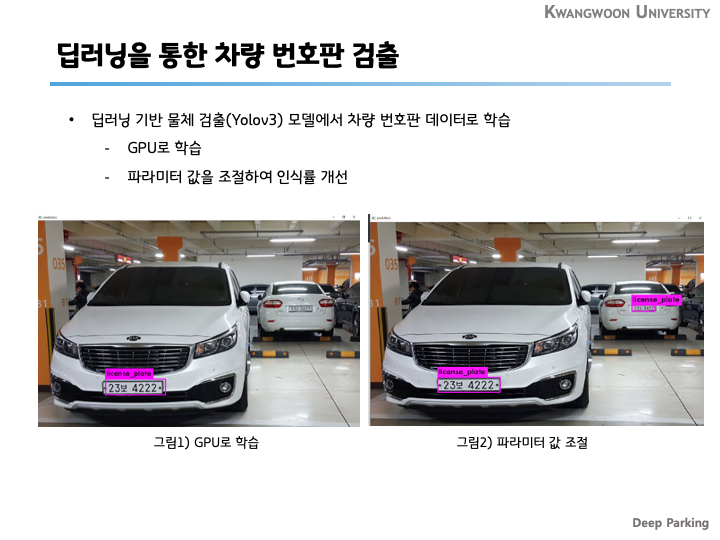 KWANGWOON UNIVERSITY
딥러닝을 통한 차량 번호판 검출
• 딥러닝 기반 물체 검출(Yolov3) 모델에서 차량 번호판 데이터로 학습
- GPU로 학습
- 파라미터 값을 조절하여 인식률 개선
035
license_plate
23보 4222
035
license_plate
license_plate
23보 4222
그림1) GPU로 학습
그림2) 파라미터 값 조절
Deep Parking